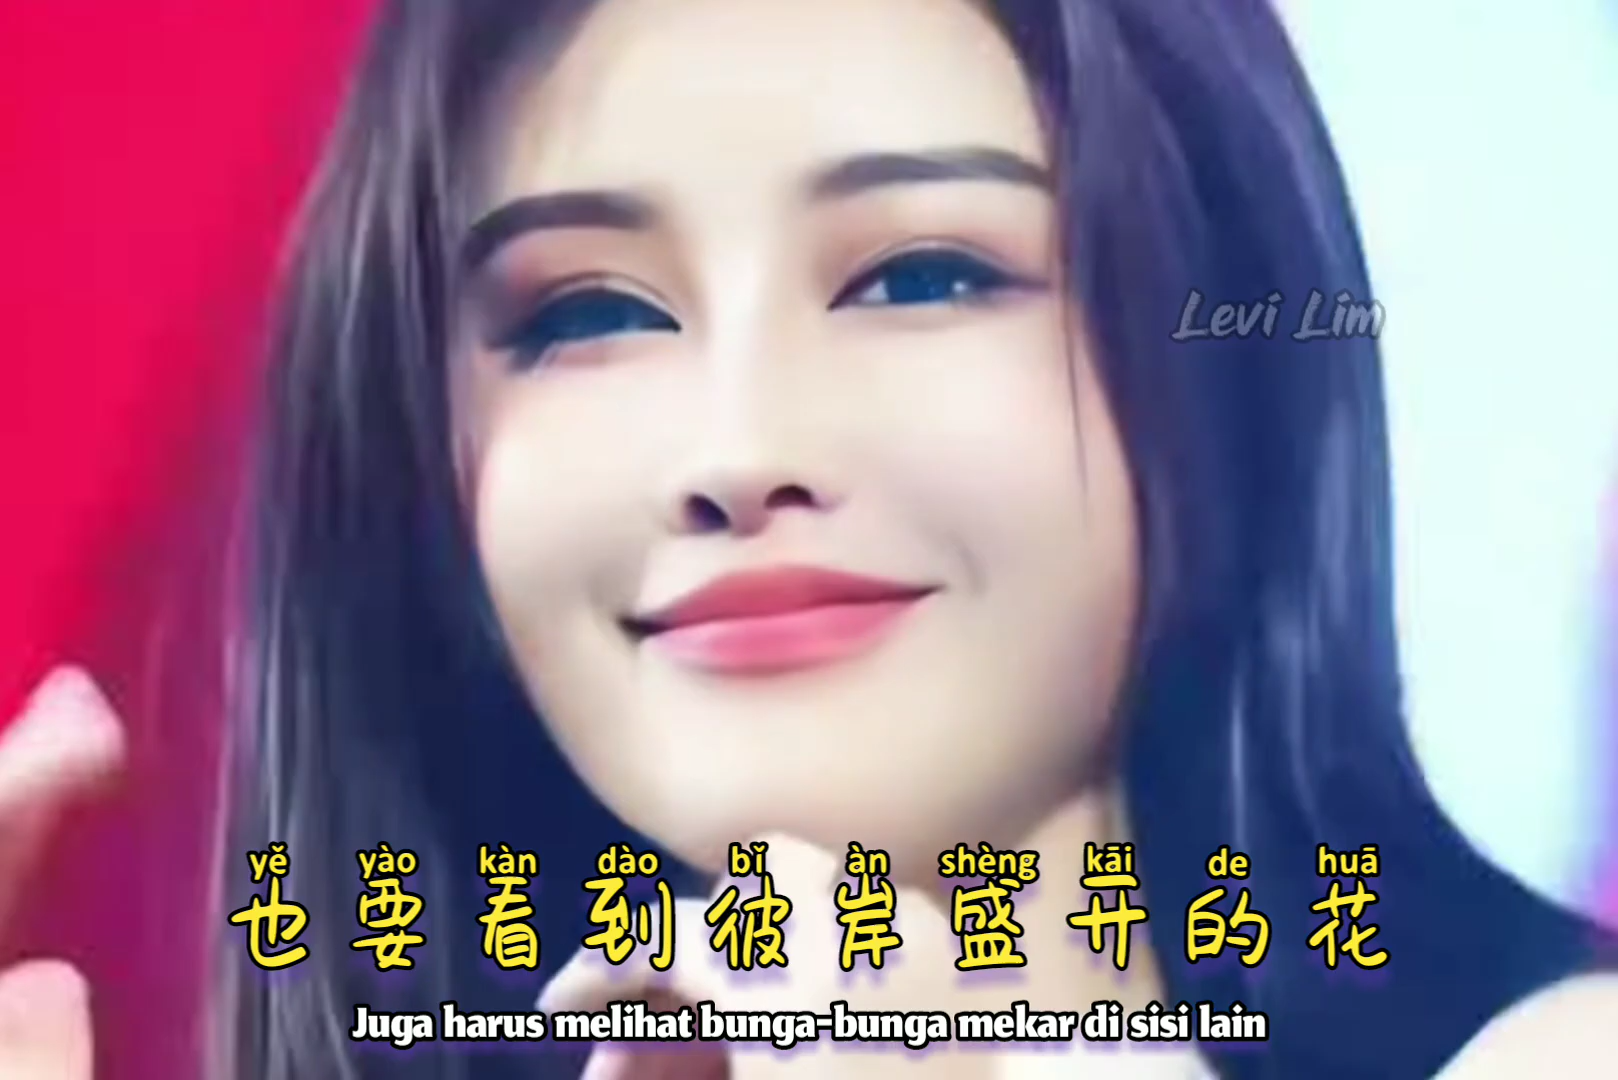 Levi Lim
yě yào kàn dào bǐ àn shèng kāi de huā
也要看到彼岸盛开的花
Juga harus melihat bunga-bunga mekar di sisi lain